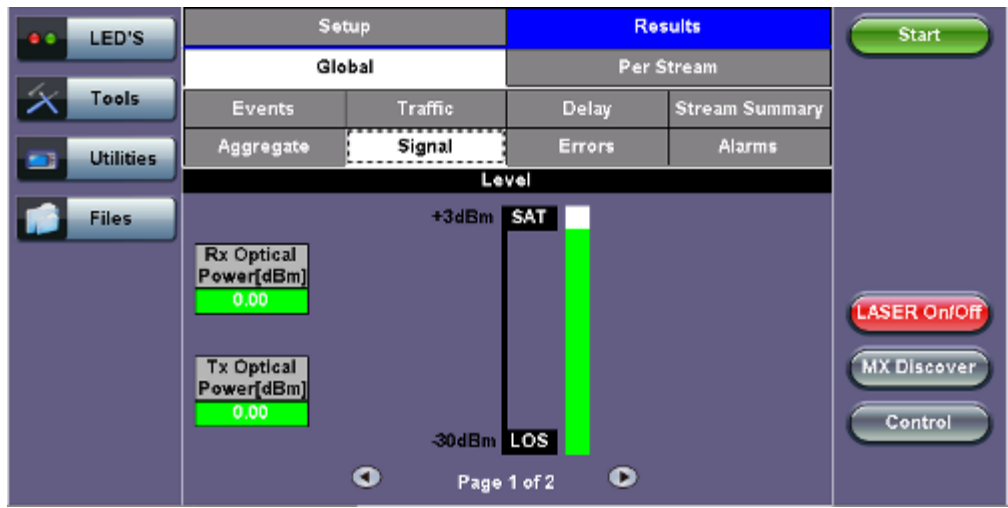 LED'S
Tools
Utilities
Files
Setup
Results
Global
Per Stream
Events
Traffic
Delay
Stream Summary
Aggregate
Signal
Errors
Alarms
Level
+3dBm
SAT
Rx Optical
Power[dBm]
0.00
Tx Optical
Power[dBm]
0.00
-30dBm
LOS
Page 1 of 2
Start
LASER On/Off
MX Discover
Control